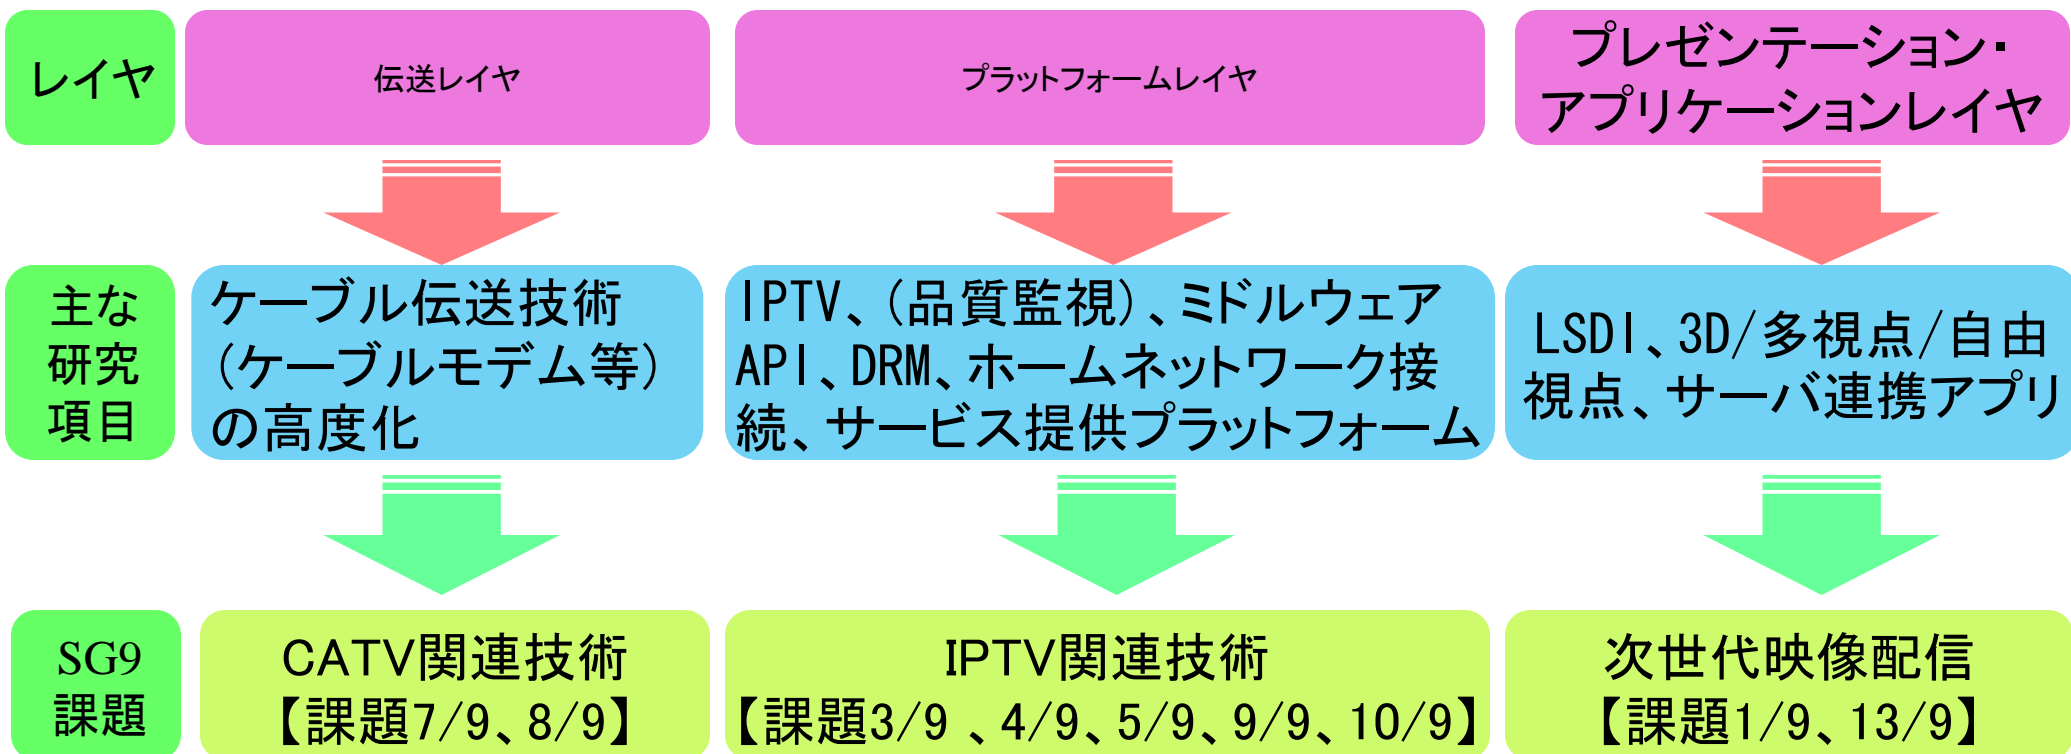 レイヤ
伝送レイヤ
プラットフォームレイヤ
プレゼンテーション・
アプリケーションレイヤ
主な
研究
項目
ケーブル伝送技術
(ケーブルモデム等)
の高度化
IPTV、(品質監視)、ミドルウェア
API、DRM、ホームネットワーク接
続、サービス提供プラットフォーム
LSDI、3D/多視点/自由
視点、サーバ連携アプリ
SG9
課題
CATV関連技術
【課題7/9、8/9】
IPTV関連技術
【課題3/9 、4/9、5/9、9/9、10/9】
次世代映像配信
【課題1/9、13/9】